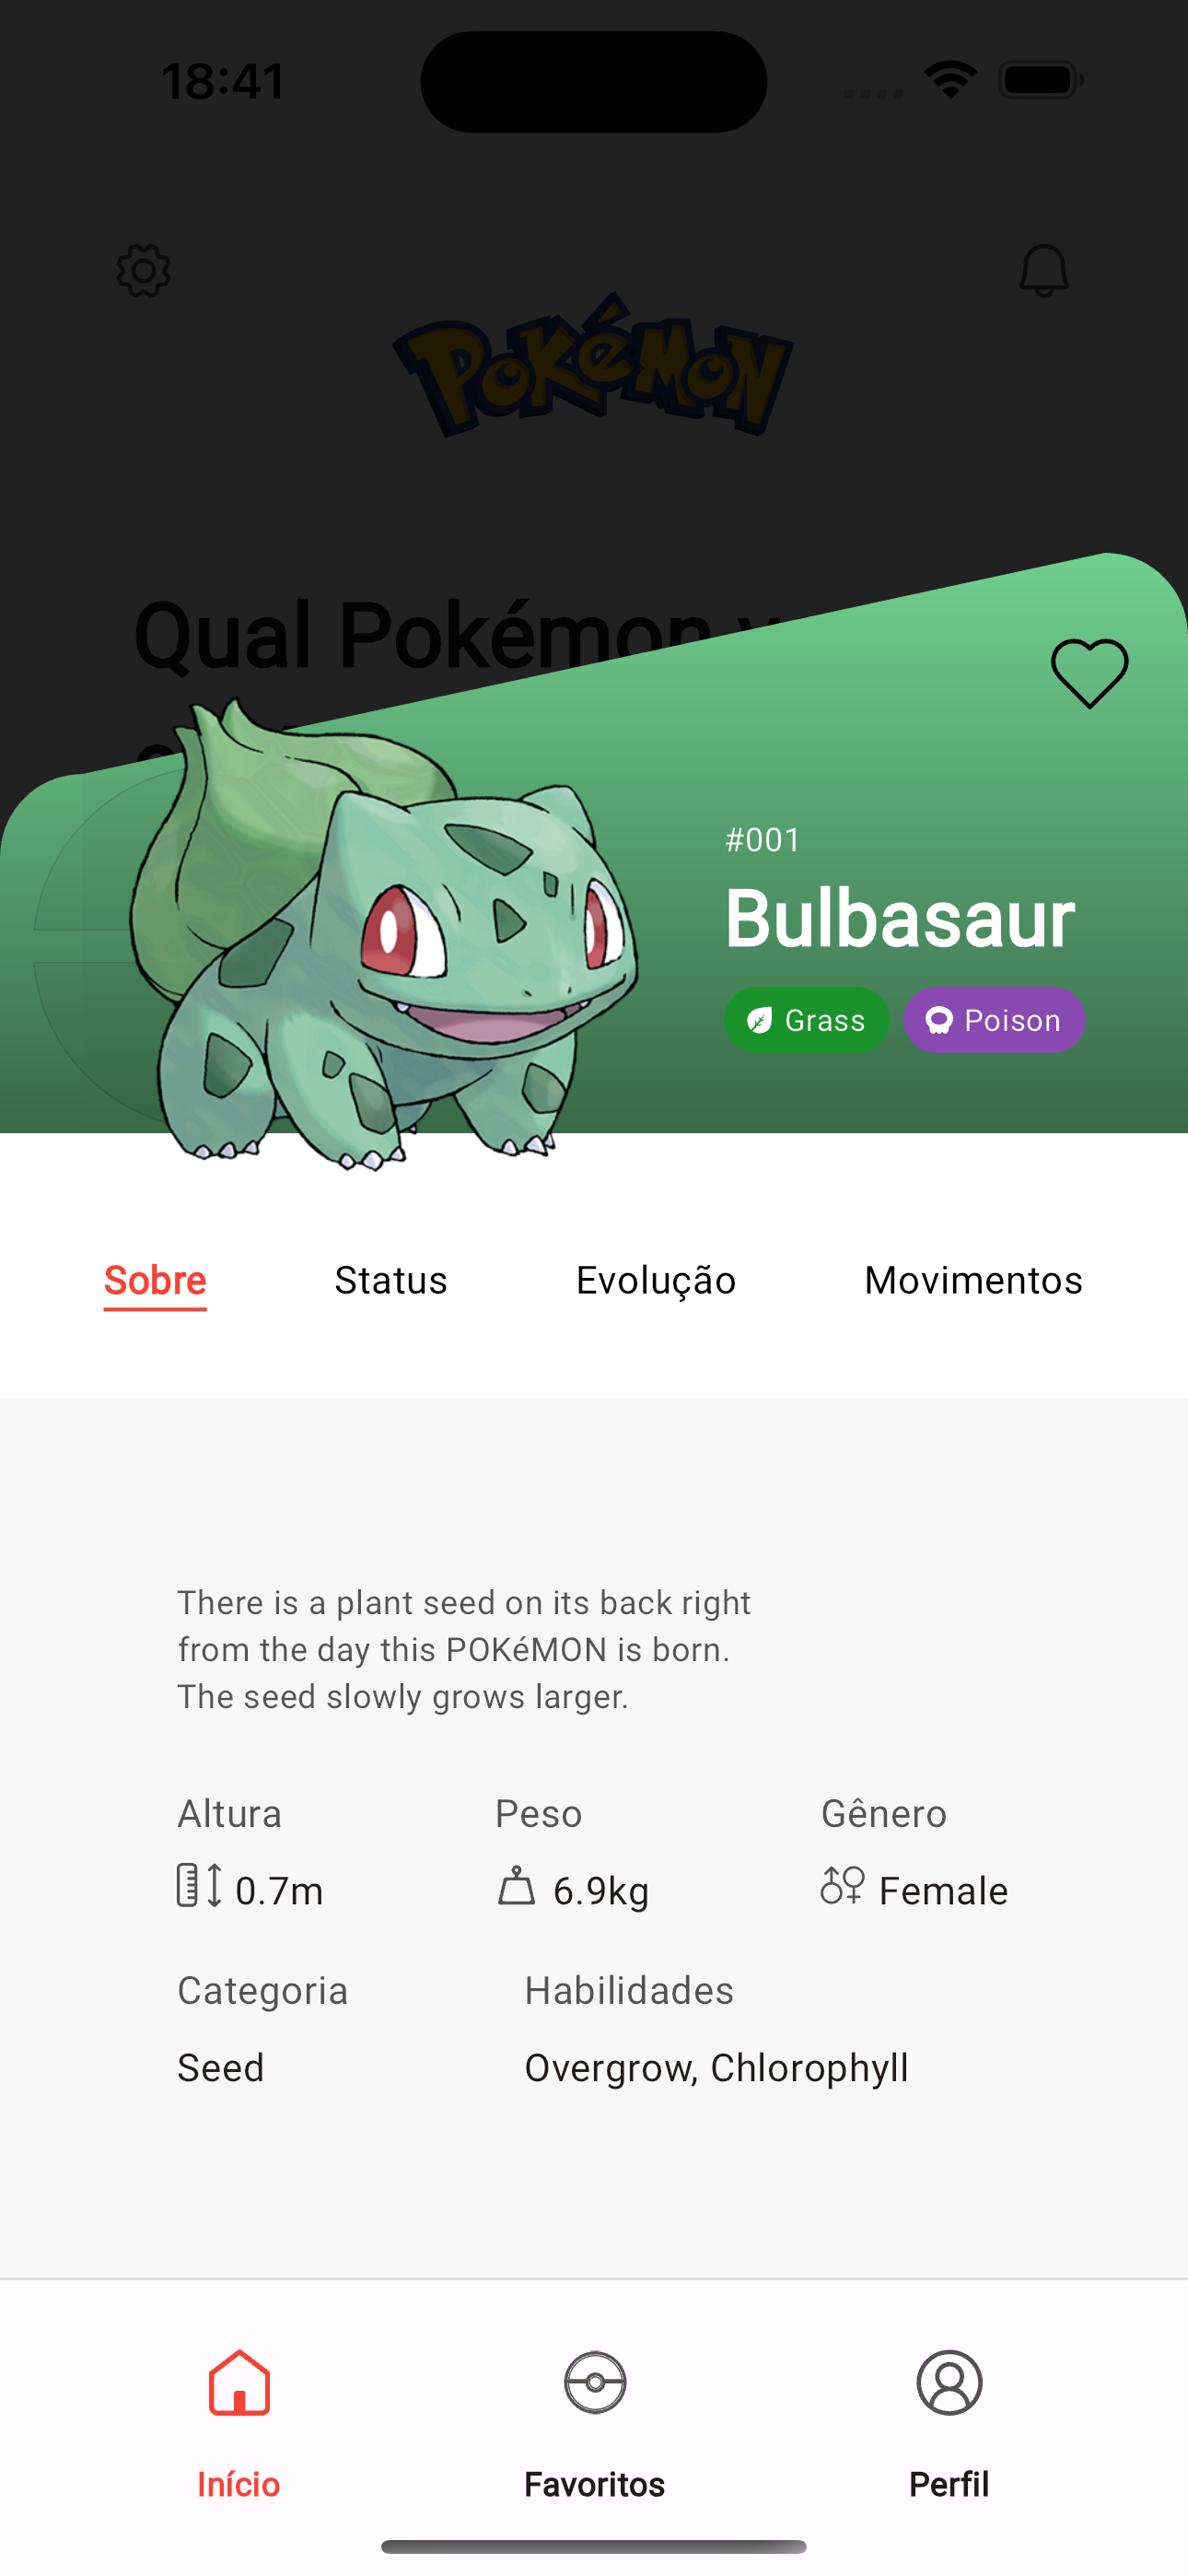 18:41
POKéMON
Qual Pokémon
#001
Bulbasaur
Grass Poison
Sobre Status Evolução Movimentos
There is a plant seed on its back right
from the day this POKéMON is born.
The seed slowly grows larger.
Altura Peso Gênero
0.7m 6.9kg Female
Categoria Habilidades
Seed Overgrow, Chlorophyll
Início Favoritos Perfil